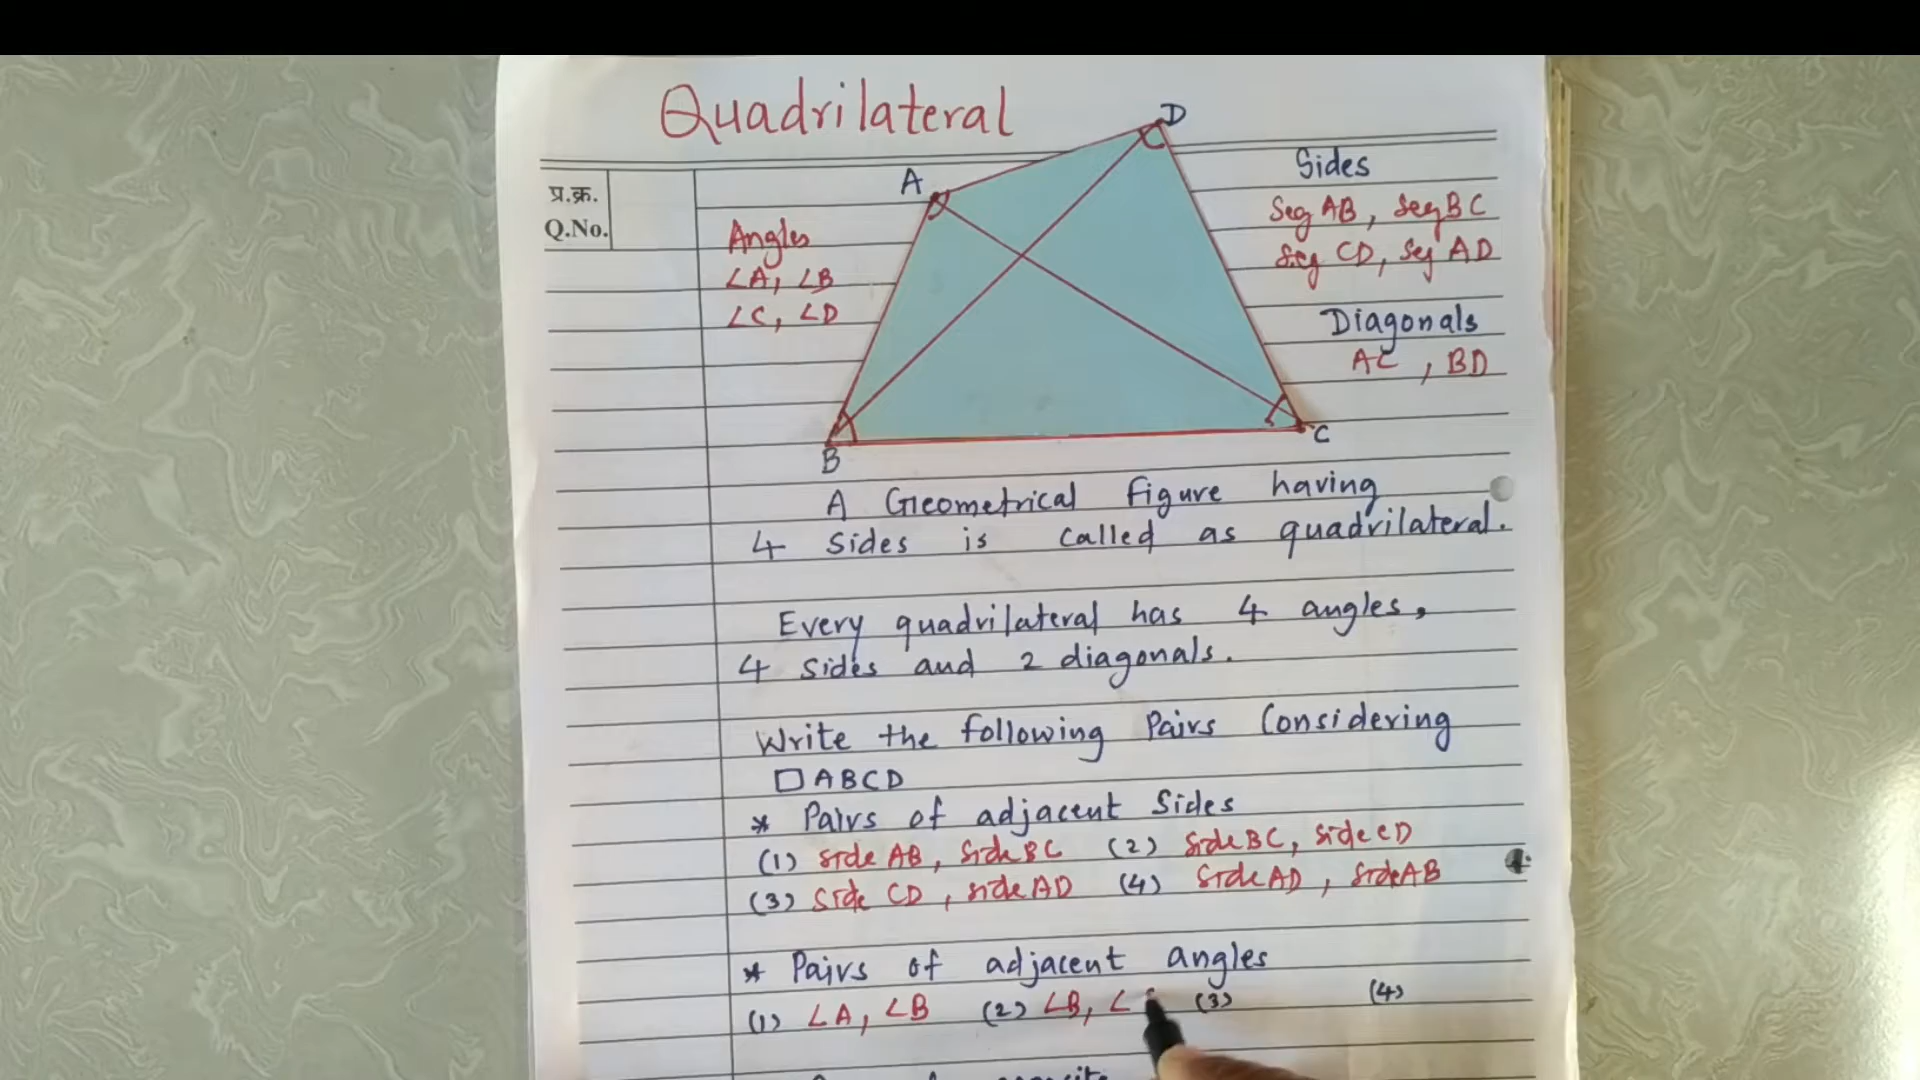 Quadrilateral
प्र.क्र.
Q.No.
D
A
B
C
Angles
∠A, ∠B
∠C, ∠D
Sides
Seg AB, Seg BC
Seg CD, Seg AD
Diagonals
AC, BD
A Geometrical figure having
4 sides is called as quadrilateral.
Every quadrilateral has 4 angles,
4 sides and 2 diagonals.
Write the following Pairs Considering
□ABCD
* Pairs of adjacent Sides
(1) Side AB, Side BC (2) Side BC, Side CD
(3) Side CD, Side AD (4) Side AD, Side AB
* Pairs of adjacent angles
(1) ∠A, ∠B (2) ∠B, ∠ (3) (4)